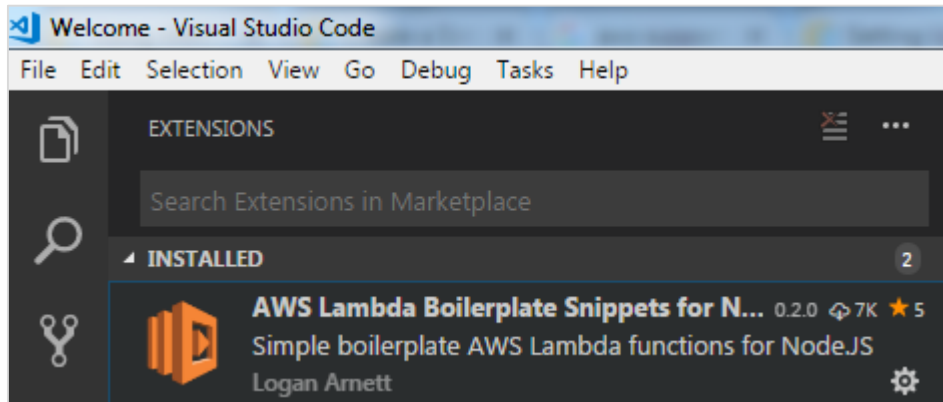 Welcome - Visual Studio Code
File Edit Selection View Go Debug Tasks Help
EXTENSIONS
Search Extensions in Marketplace
INSTALLED 2
AWS Lambda Boilerplate Snippets for N... 0.2.0 7K 5
Simple boilerplate AWS Lambda functions for Node.JS
Logan Arnett